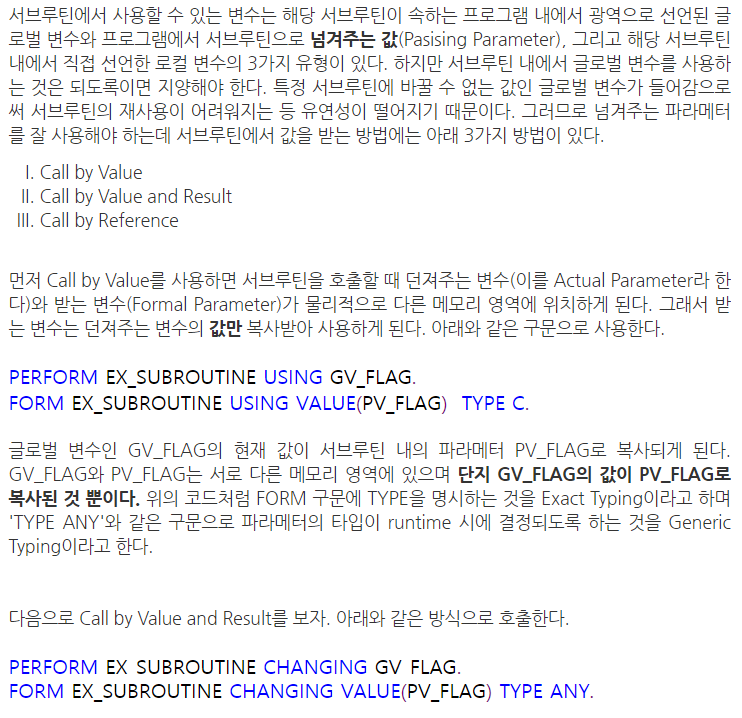 서브루틴에서 사용할 수 있는 변수는 해당 서브루틴이 속하는 프로그램 내에서 광역으로 선언된 글
로벌 변수와 프로그램에서 서브루틴으로 넘겨주는 값(Pasising Parameter), 그리고 해당 서브루틴
내에서 직접 선언한 로컬 변수의 3가지 유형이 있다. 하지만 서브루틴 내에서 글로벌 변수를 사용하
는 것은 되도록이면 지양해야 한다. 특정 서브루틴에 바꿀 수 없는 값인 글로벌 변수가 들어감으로
써 서브루틴의 재사용이 어려워지는 등 유연성이 떨어지기 때문이다. 그러므로 넘겨주는 파라메터
를 잘 사용해야 하는데 서브루틴에서 값을 받는 방법에는 아래 3가지 방법이 있다.
I. Call by Value
II. Call by Value and Result
III. Call by Reference
먼저 Call by Value를 사용하면 서브루틴을 호출할 때 던져주는 변수(이를 Actual Parameter라 한
다)와 받는 변수(Formal Parameter)가 물리적으로 다른 메모리 영역에 위치하게 된다. 그래서 받
는 변수는 던져주는 변수의 값만 복사받아 사용하게 된다. 아래와 같은 구문으로 사용한다.
PERFORM EX_SUBROUTINE USING GV_FLAG.
FORM EX_SUBROUTINE USING VALUE(PV_FLAG) TYPE C.
글로벌 변수인 GV_FLAG의 현재 값이 서브루틴 내의 파라메터 PV_FLAG로 복사되게 된다.
GV_FLAG와 PV_FLAG는 서로 다른 메모리 영역에 있으며 단지 GV_FLAG의 값이 PV_FLAG로
복사된 것 뿐이다. 위의 코드처럼 FORM 구문에 TYPE을 명시하는 것을 Exact Typing이라고 하며
'TYPE ANY'와 같은 구문으로 파라메터의 타입이 runtime 시에 결정되도록 하는 것을 Generic
Typing이라고 한다.
다음으로 Call by Value and Result를 보자. 아래와 같은 방식으로 호출한다.
PERFORM EX_SUBROUTINE CHANGING GV_FLAG.
FORM EX_SUBROUTINE CHANGING VALUE(PV_FLAG) TYPE ANY.